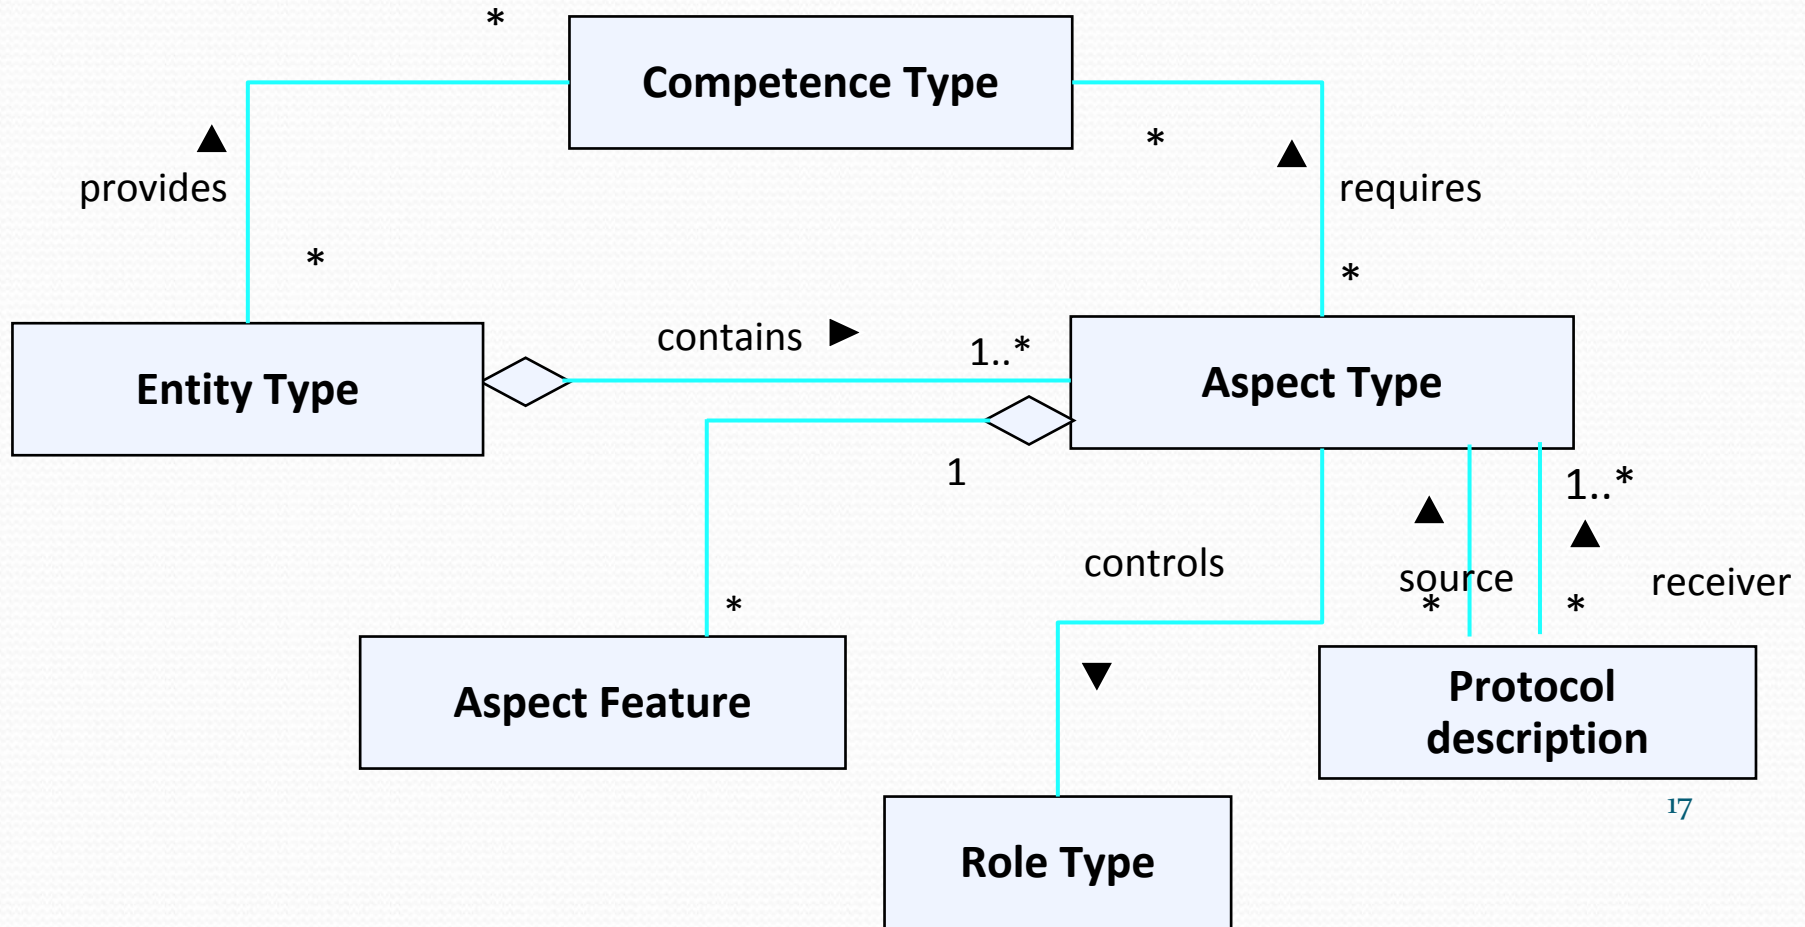 *
Competence Type
*
provides
requires
*
*
contains
1..*
Entity Type
Aspect Type
1
1..*
controls
source
receiver
*
*
*
Aspect Feature
Protocol
description
17
Role Type